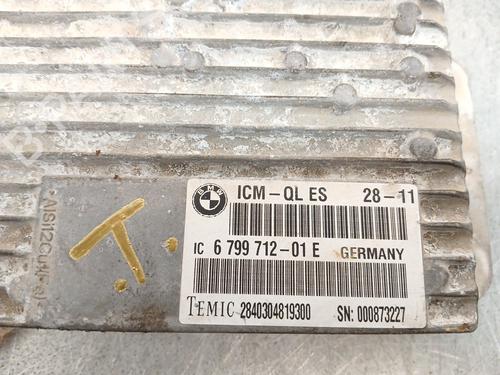 BMW
ICM-QL ES 28-11
IC 6 799 712-01 E GERMANY
TEMIC 2840304819300 SN: 000873227
T.